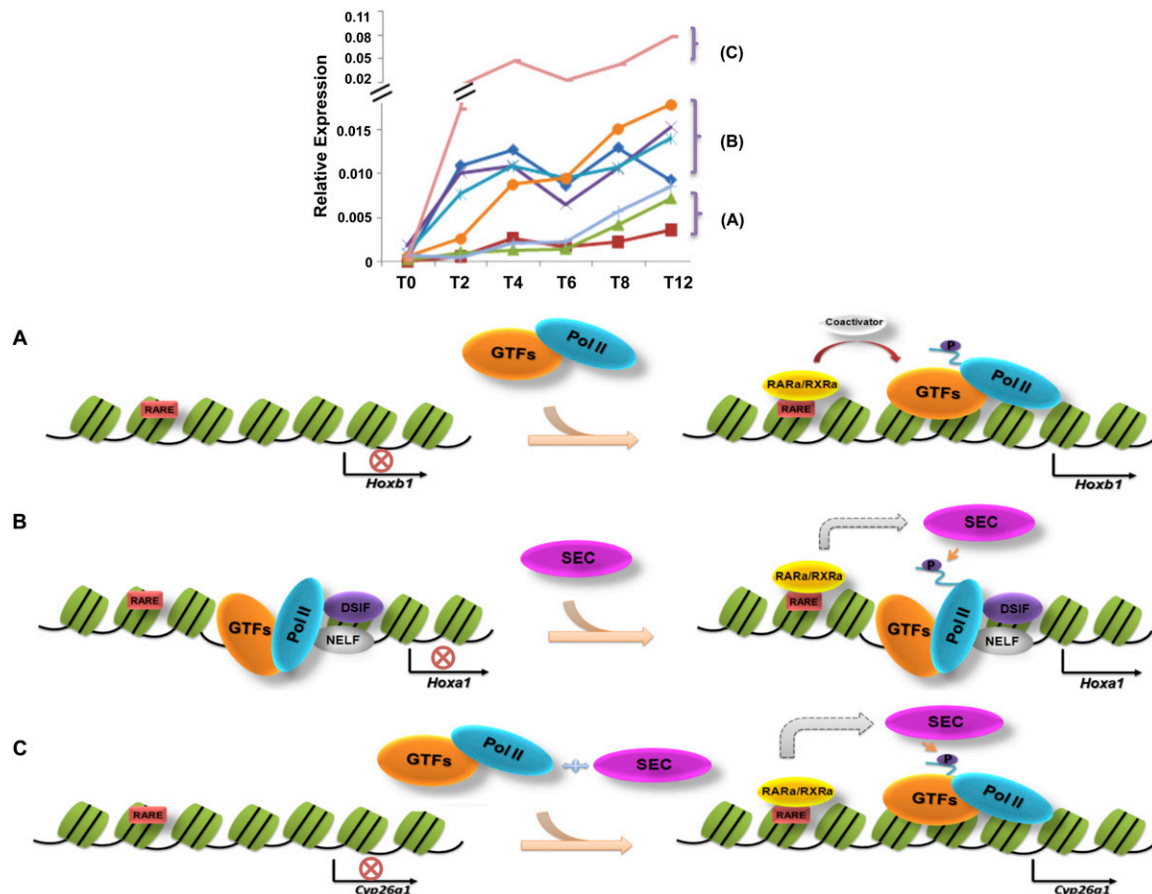 0.11
0.08
0.05
0.02
0.015
0.010
0.005
0
Relative Expression
T0 T2 T4 T6 T8 T12
(C)
(B)
(A)
A
RARE
Hoxb1
GTFs Pol II
Coactivator
P
RARa/RXRa
RARE
GTFs Pol II
Hoxb1
B
RARE
GTFs Pol II DSIF
NELF
Hoxa1
SEC
SEC
P
RARa/RXRa
RARE
GTFs Pol II DSIF
NELF
Hoxa1
C
RARE
Cyp26a1
GTFs Pol II + SEC
SEC
P
RARa/RXRa
RARE
GTFs Pol II
Cyp26a1